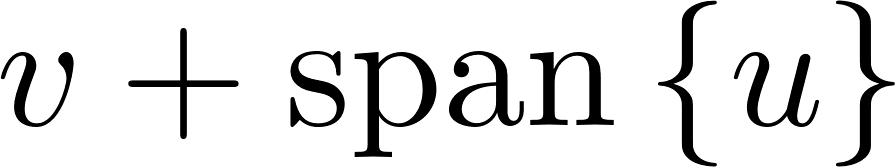 v + span {u}